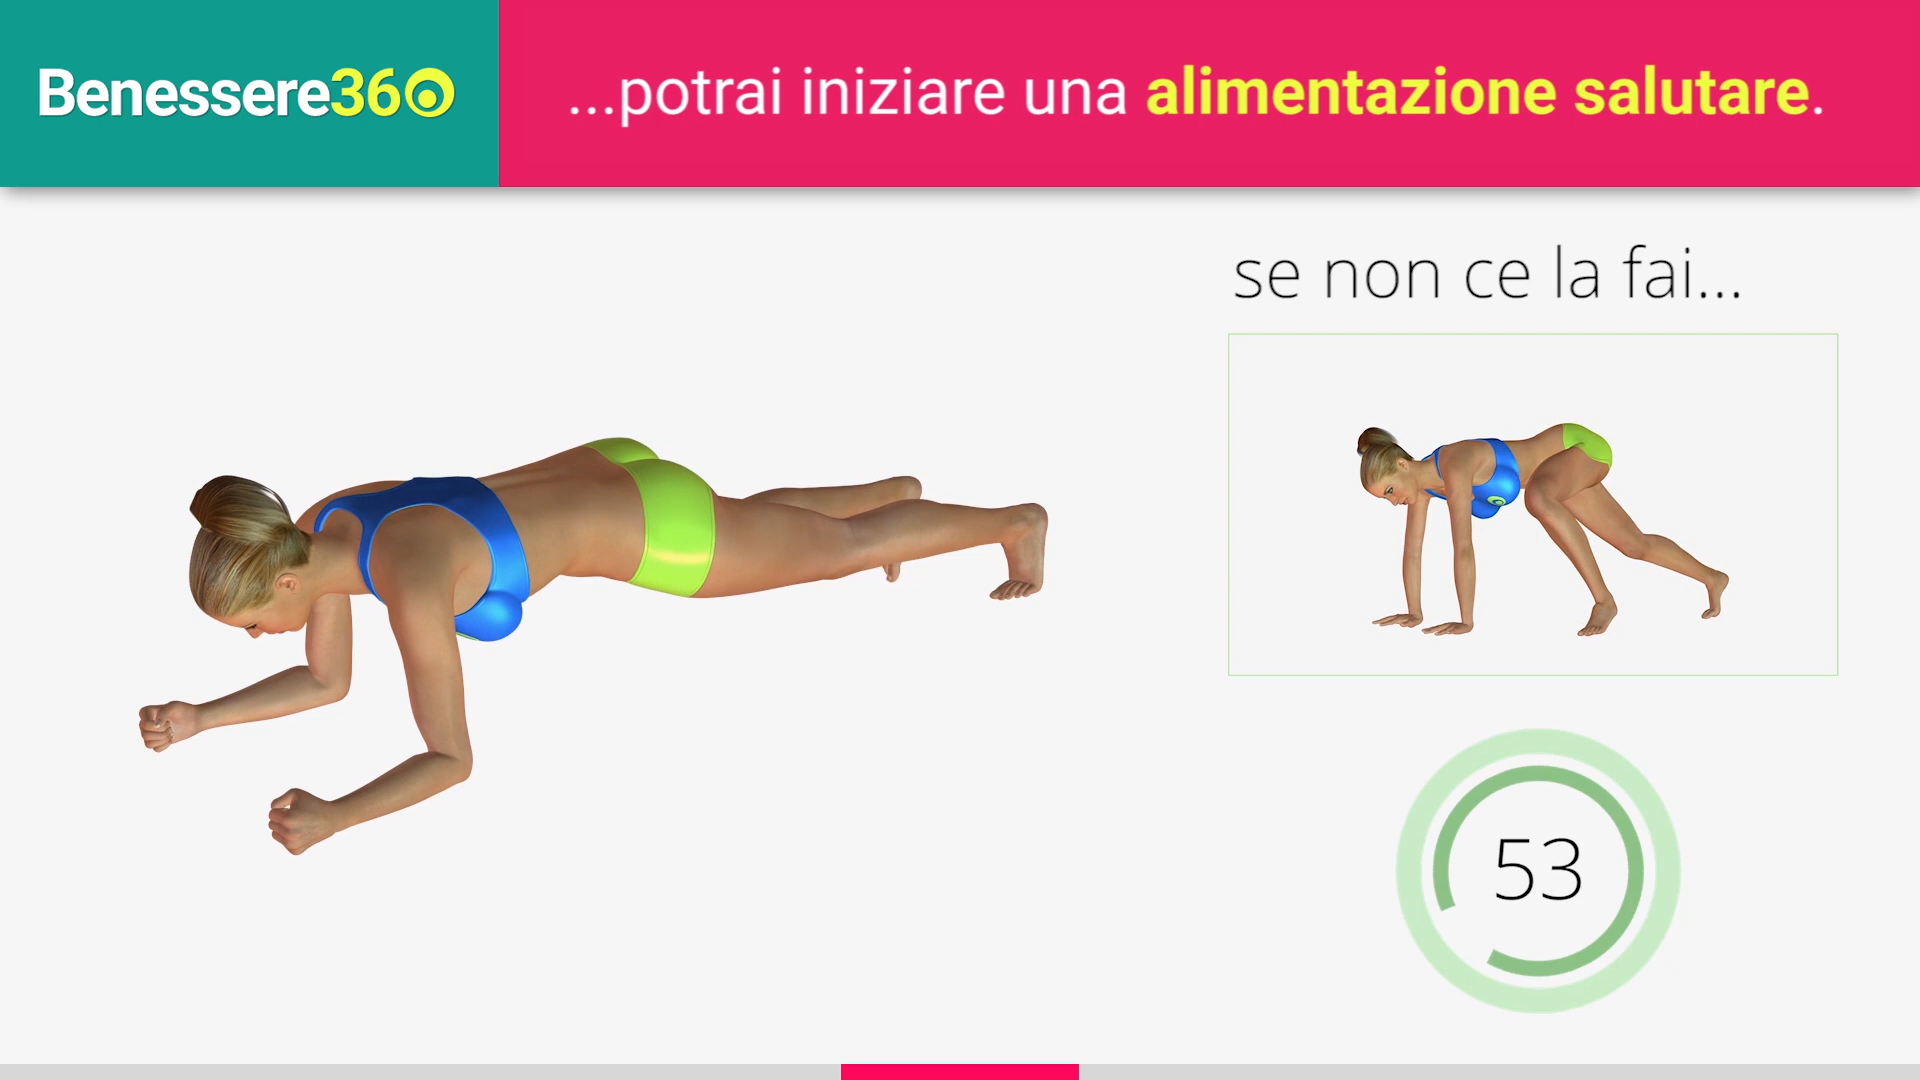 Benessere360
...potrai iniziare una alimentazione salutare.
se non ce la fai...
53